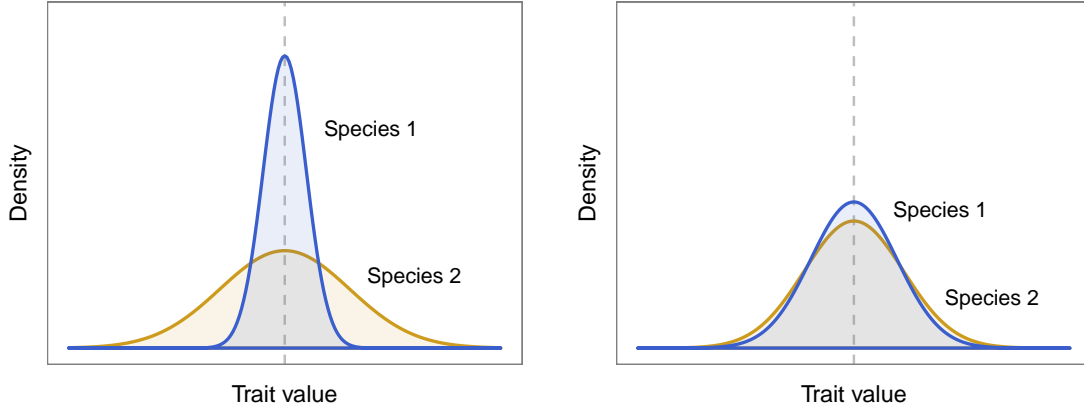 Density
Species 1
Species 2
Trait value
Density
Species 1
Species 2
Trait value